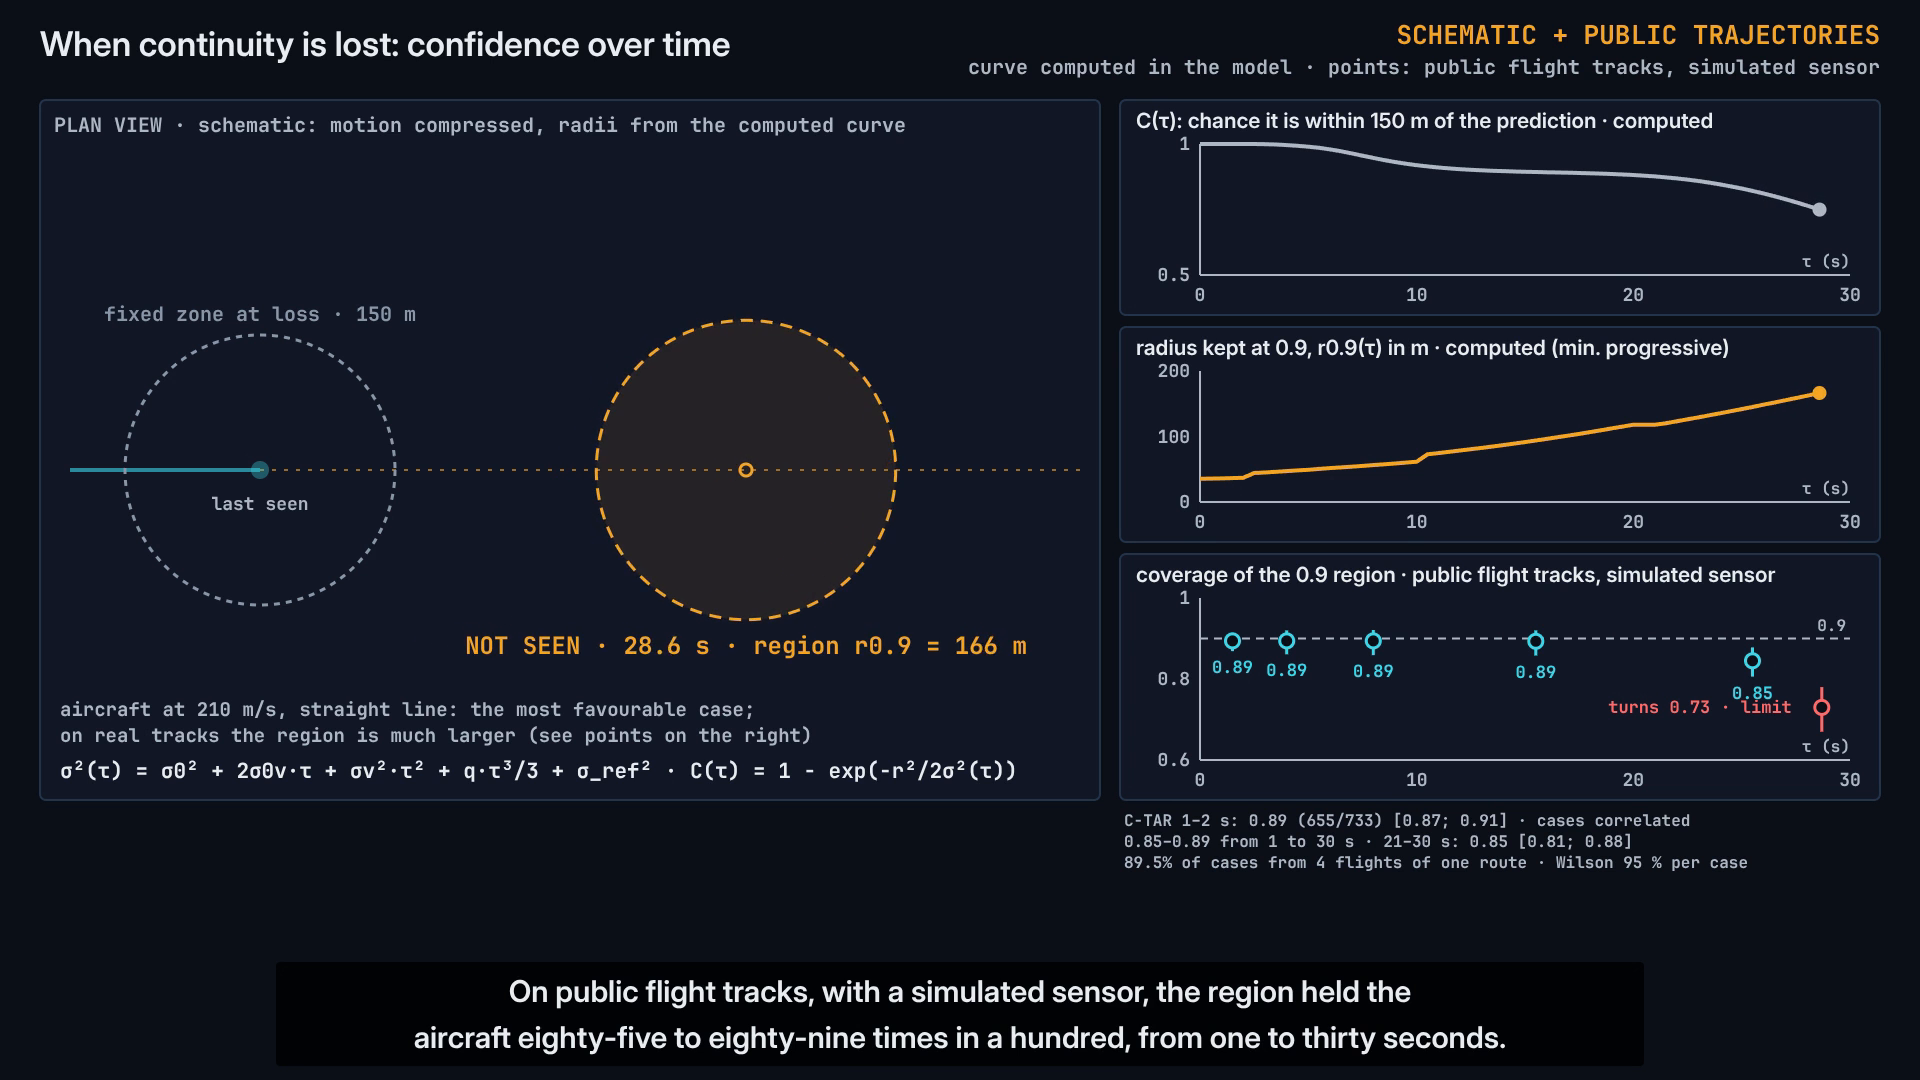 When continuity is lost: confidence over time
SCHEMATIC + PUBLIC TRAJECTORIES
curve computed in the model · points: public flight tracks, simulated sensor
PLAN VIEW · schematic: motion compressed, radii from the computed curve
fixed zone at loss · 150 m
last seen
NOT SEEN · 28.6 s · region r0.9 = 166 m
aircraft at 210 m/s, straight line: the most favourable case;
on real tracks the region is much larger (see points on the right)
σ²(τ) = σ0² + 2σ0v·τ + σv²·τ² + q·τ³/3 + σ_ref² · C(τ) = 1 - exp(-r²/2σ²(τ))
C(τ): chance it is within 150 m of the prediction · computed
1
0.5
τ (s)
0 10 20 30
radius kept at 0.9, r0.9(τ) in m · computed (min. progressive)
200
100
0
τ (s)
0 10 20 30
coverage of the 0.9 region · public flight tracks, simulated sensor
1
0.9
0.89 0.89 0.89 0.89
0.8
0.85
turns 0.73 · limit
τ (s)
0.6
0 10 20 30
C-TAR 1–2 s: 0.89 (655/733) [0.87; 0.91] · cases correlated
0.85–0.89 from 1 to 30 s · 21–30 s: 0.85 [0.81; 0.88]
89.5% of cases from 4 flights of one route · Wilson 95 % per case
On public flight tracks, with a simulated sensor, the region held the
aircraft eighty-five to eighty-nine times in a hundred, from one to thirty seconds.